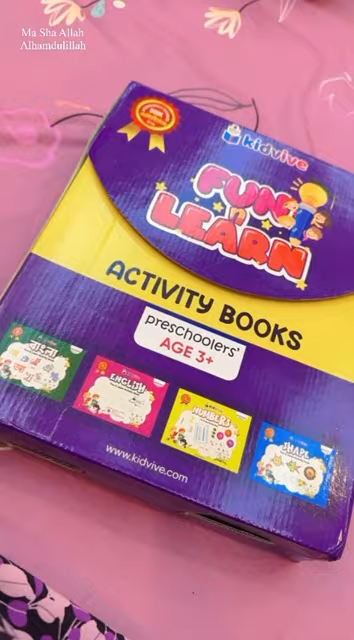 Ma Sha Allah
Alhamdulillah
kidvive
FUN
n
LEARN
ACTIVITY BOOKS
preschoolers'
AGE 3+
বাংলা
ENGLISH
NUMBERS
SHAPE
www.kidvive.com